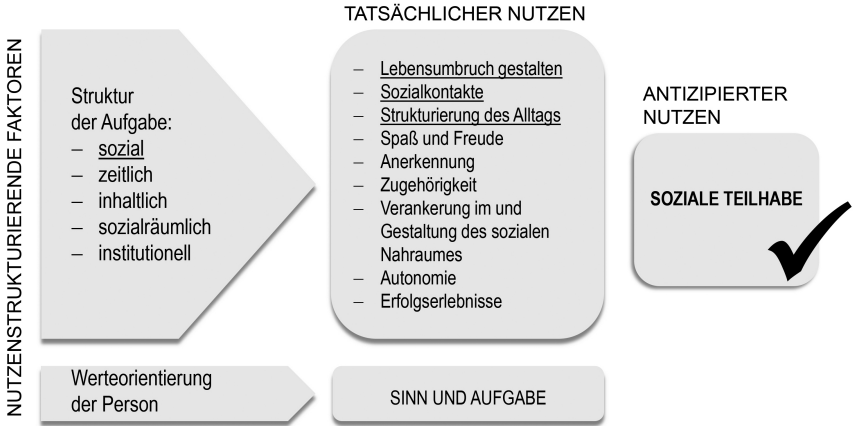 NUTZENSTRUKTURIERENDE FAKTOREN
Struktur
der Aufgabe:
– sozial
– zeitlich
– inhaltlich
– sozialräumlich
– institutionell
Werteorientierung
der Person
TATSÄCHLICHER NUTZEN
– Lebensumbruch gestalten
– Sozialkontakte
– Strukturierung des Alltags
– Spaß und Freude
– Anerkennung
– Zugehörigkeit
– Verankerung im und
Gestaltung des sozialen
Nahraumes
– Autonomie
– Erfolgserlebnisse
SINN UND AUFGABE
ANTIZIPIERTER
NUTZEN
SOZIALE TEILHABE